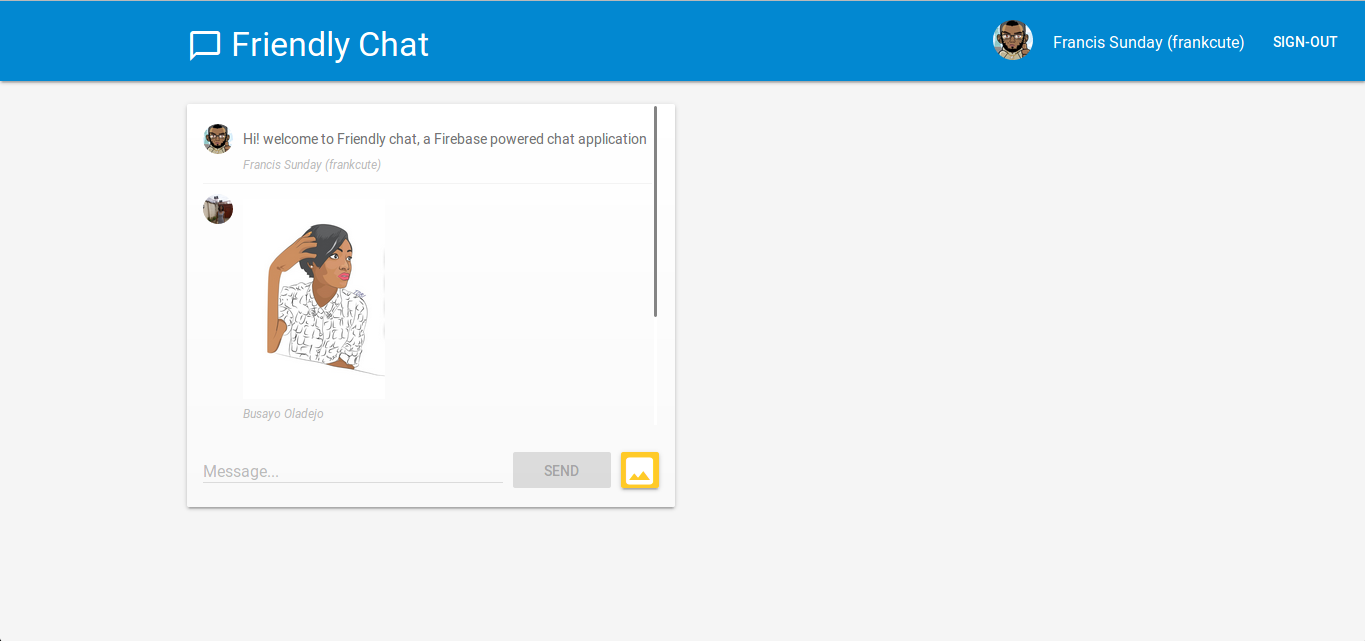 Friendly Chat
Francis Sunday (frankcute)
SIGN-OUT
Hi! welcome to Friendly chat, a Firebase powered chat application
Francis Sunday (frankcute)
Busayo Oladejo
Message...
SEND